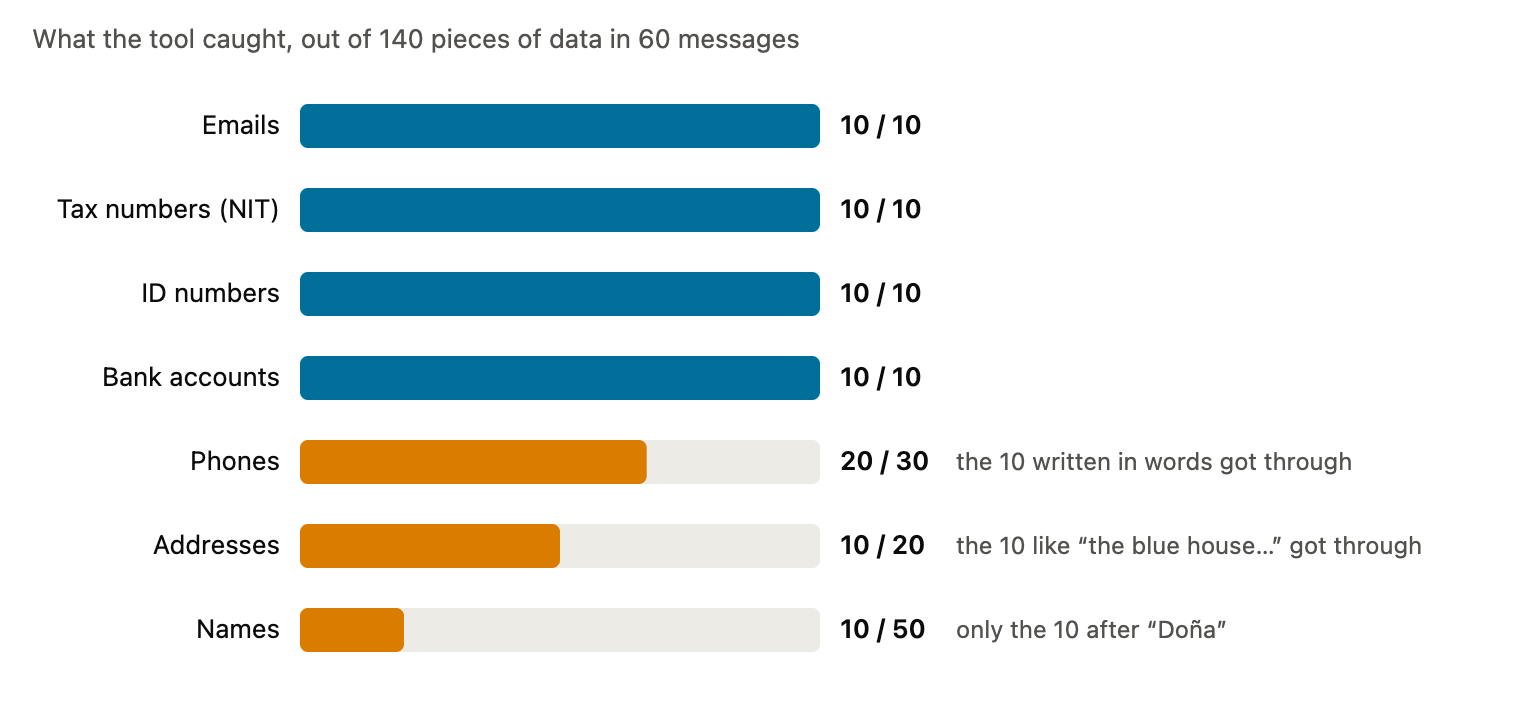 What the tool caught, out of 140 pieces of data in 60 messages
Emails 10 / 10
Tax numbers (NIT) 10 / 10
ID numbers 10 / 10
Bank accounts 10 / 10
Phones 20 / 30 the 10 written in words got through
Addresses 10 / 20 the 10 like “the blue house...” got through
Names 10 / 50 only the 10 after “Doña”